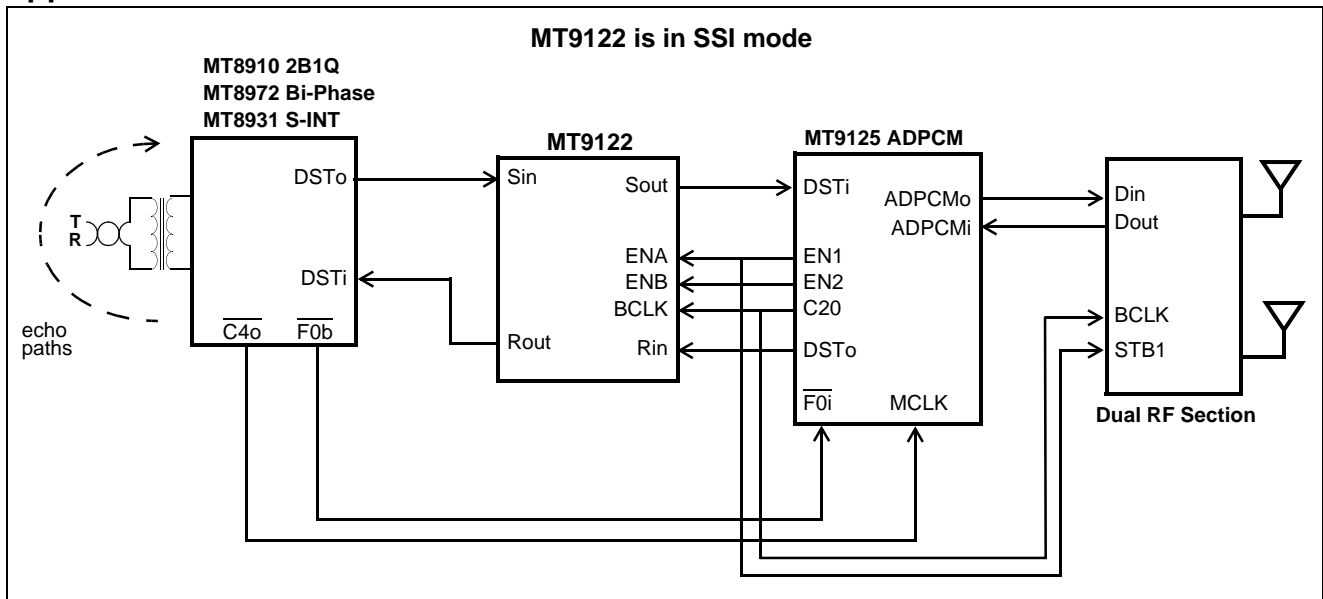 MT9122 is in SSI mode
MT8910 2B1Q
MT8972 Bi-Phase
MT8931 S-INT
MT9122
MT9125 ADPCM
DSTo
DSTi
C4o
F0b
T
R
echo
paths
Sin
Sout
ENA
ENB
BCLK
Rout
Rin
DSTi
ADPCMo
ADPCMi
EN1
EN2
C20
DSTo
F0i
MCLK
Din
Dout
BCLK
STB1
Dual RF Section